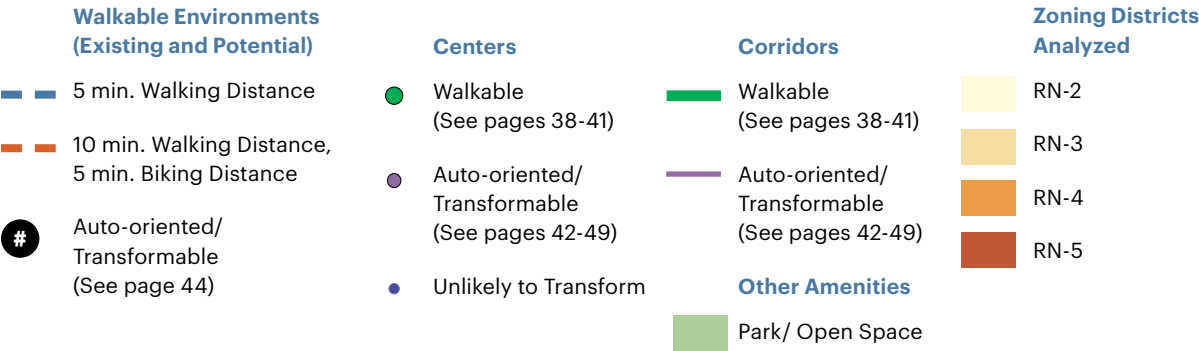 Walkable Environments
(Existing and Potential)
5 min. Walking Distance
10 min. Walking Distance,
5 min. Biking Distance
#
Auto-oriented/
Transformable
(See page 44)
Centers
Walkable
(See pages 38-41)
Auto-oriented/
Transformable
(See pages 42-49)
Unlikely to Transform
Corridors
Walkable
(See pages 38-41)
Auto-oriented/
Transformable
(See pages 42-49)
Other Amenities
Park/ Open Space
Zoning Districts
Analyzed
RN-2
RN-3
RN-4
RN-5